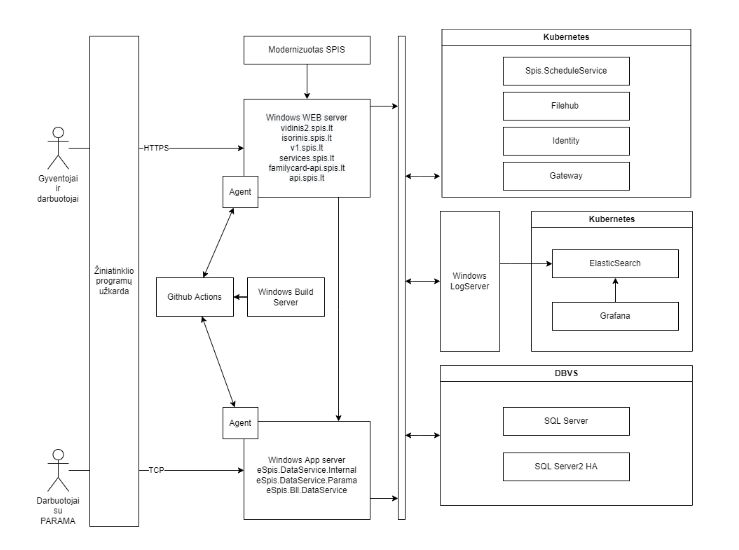 Modernizuotas SPIS
Kubernetes
Spis.ScheduleService
Filehub
Identity
Gateway
Windows WEB server
vidinis2.spis.lt
isorinis.spis.lt
v1.spis.lt
services.spis.lt
familycard-api.spis.lt
api.spis.lt
HTTPS
Gyventojai
ir
darbuotojai
Agent
Žiniatinklio
programų
užkarda
Github Actions
Windows Build
Server
Windows
LogServer
Kubernetes
ElasticSearch
Grafana
DBVS
SQL Server
SQL Server2 HA
Agent
Windows App server
eSpis.DataService.Internal
eSpis.DataService.Parama
eSpis.Bll.DataService
TCP
Darbuotojai
su
PARAMA